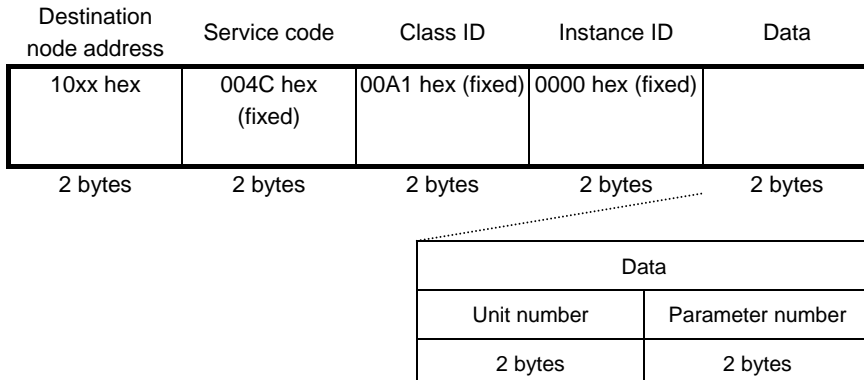 Destination
node address
Service code
Class ID
Instance ID
Data
10xx hex
004C hex
(fixed)
00A1 hex (fixed)
0000 hex (fixed)
2 bytes
2 bytes
2 bytes
2 bytes
2 bytes
Data
Unit number
Parameter number
2 bytes
2 bytes